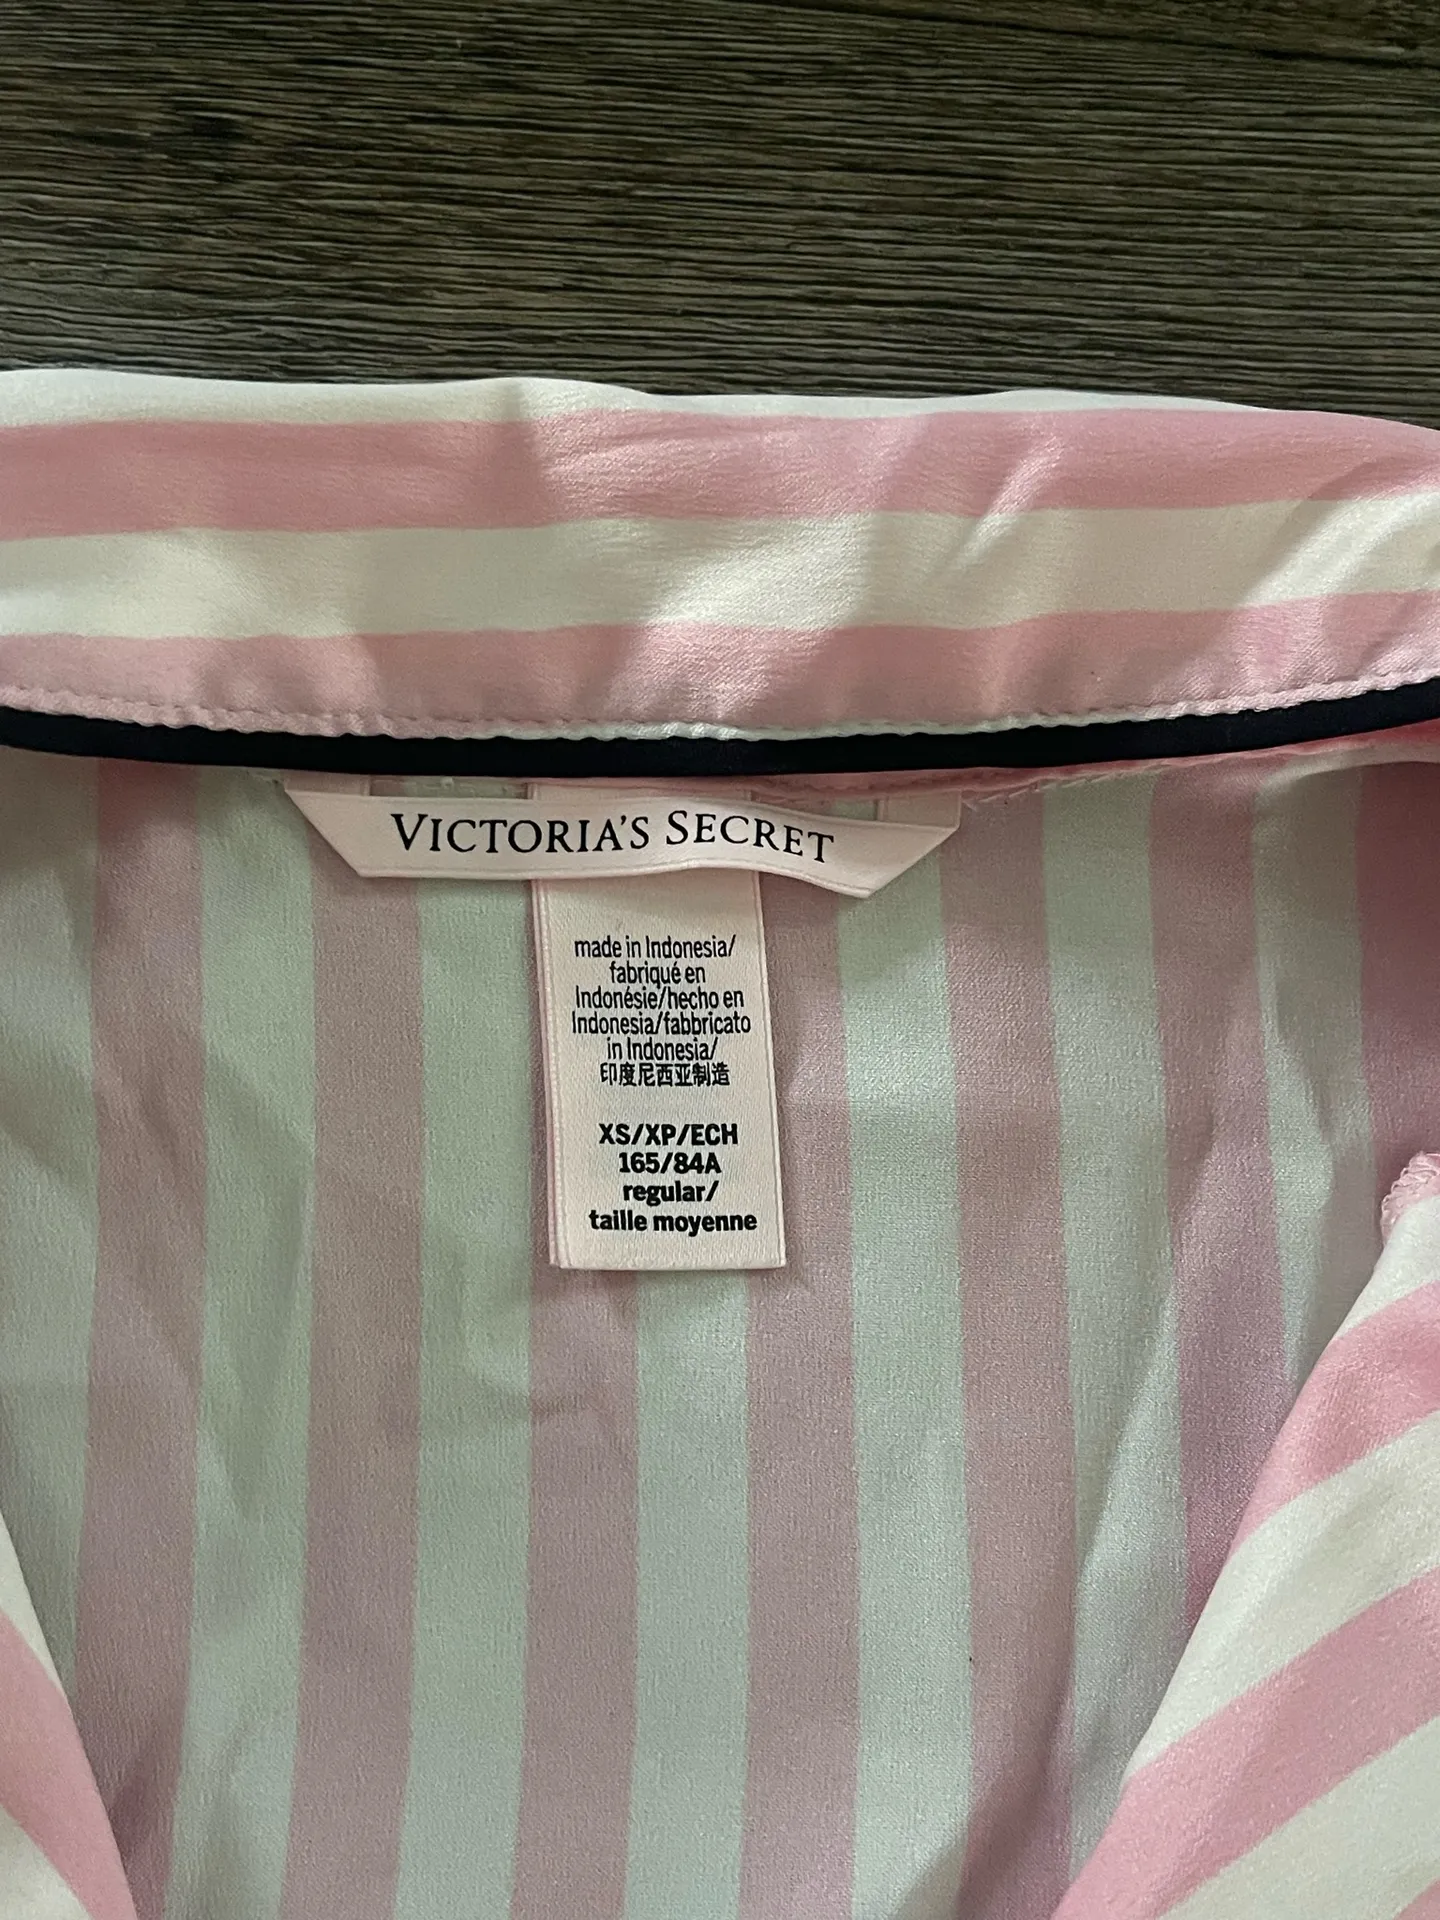 VICTORIA'S SECRET
made in Indonesia/
fabriqué en
Indonésie/hecho en
Indonesia/fabbricato
in Indonesia/
印度尼西亚制造
XS/XP/ECH
165/84A
regular/
taille moyenne